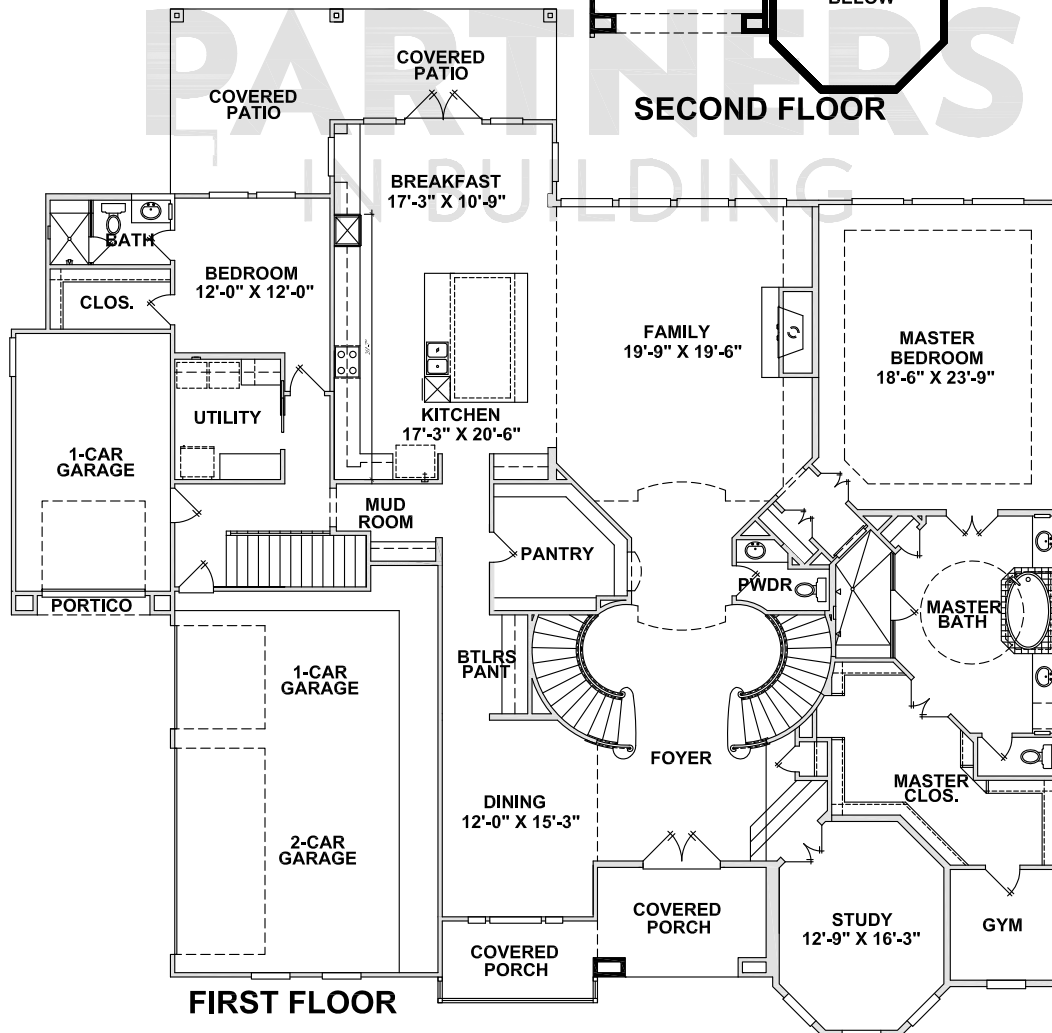 PARTNERS
IN BUILDING
BELOW
SECOND FLOOR
COVERED
PATIO
COVERED
PATIO
BREAKFAST
17'-3" X 10'-9"
BATH
BEDROOM
12'-0" X 12'-0"
CLOS.
FAMILY
19'-9" X 19'-6"
MASTER
BEDROOM
18'-6" X 23'-9"
UTILITY
KITCHEN
17'-3" X 20'-6"
1-CAR
GARAGE
MUD
ROOM
PANTRY
PWDR
PORTICO
MASTER
BATH
1-CAR
GARAGE
BTLRS
PANT
FOYER
MASTER
CLOS.
DINING
12'-0" X 15'-3"
2-CAR
GARAGE
COVERED
PORCH
STUDY
12'-9" X 16'-3"
GYM
COVERED
PORCH
FIRST FLOOR